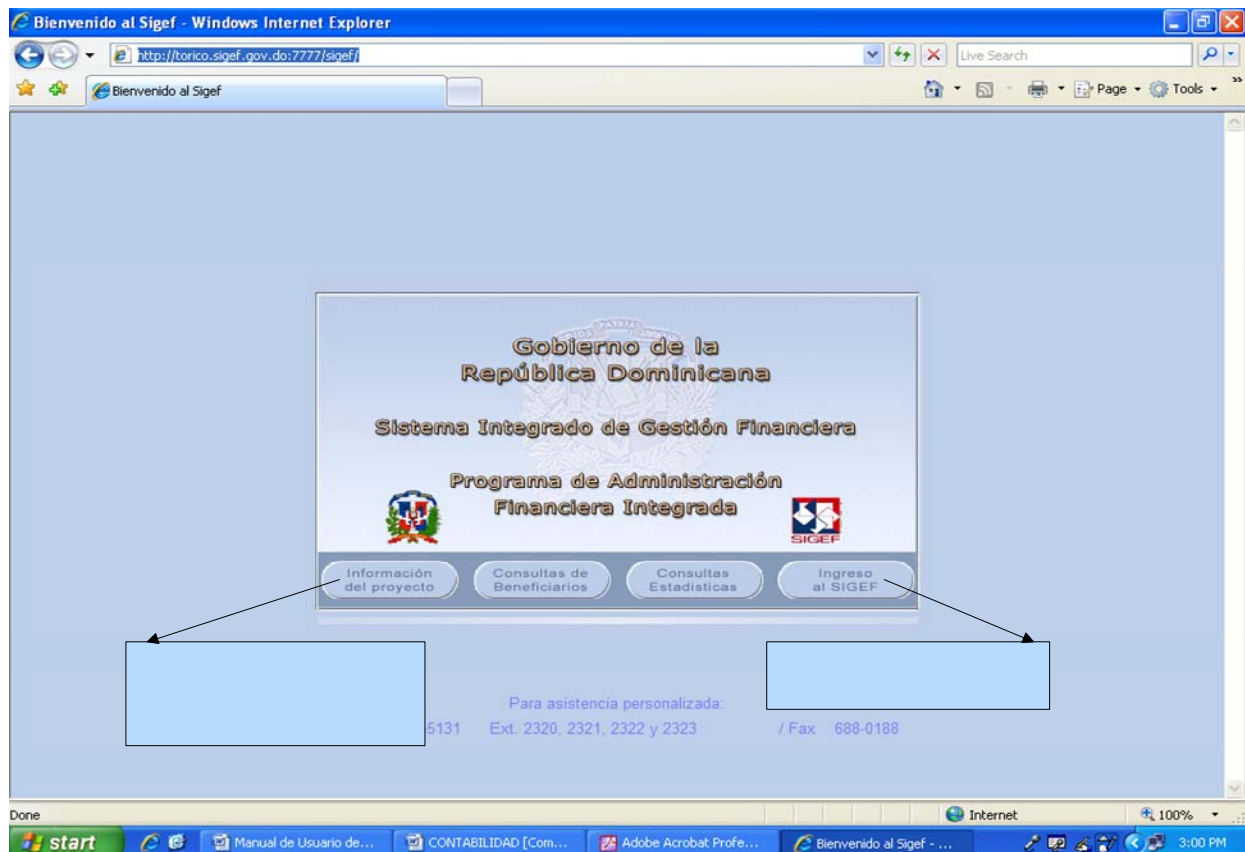 Bienvenido al Sigef - Windows Internet Explorer
http://torico.sigef.gov.do:7777/sigef/
Live Search
Bienvenido al Sigef
Page
Tools
Gobierno de la
República Dominicana
Sistema Integrado de Gestión Financiera
Programa de Administración
Financiera Integrada
SIGEF
Información
del proyecto
Consultas de
Beneficiarios
Consultas
Estadisticas
Ingreso
al SIGEF
Para asistencia personalizada:
5131 Ext. 2320, 2321, 2322 y 2323 / Fax 688-0188
Done
Internet
100%
start
Manual de Usuario de...
CONTABILIDAD [Com...
Adobe Acrobat Profe...
Bienvenido al Sigef - ...
3:00 PM